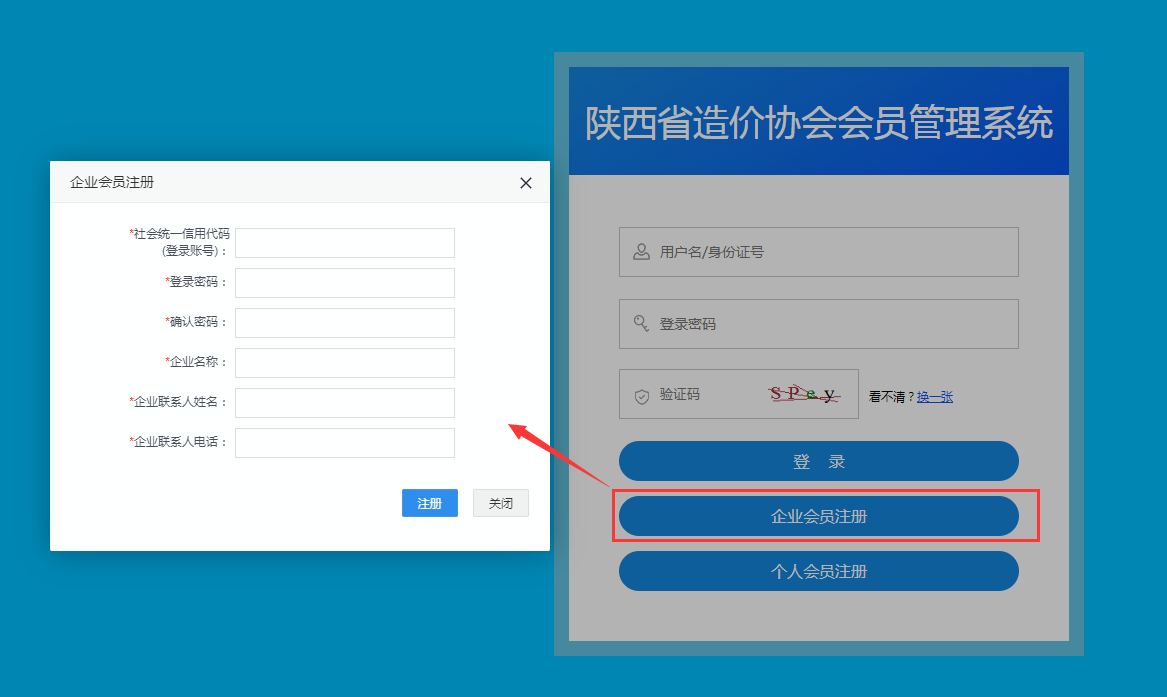 陕西省造价协会会员管理系统
企业会员注册
*社会统一信用代码
(登录账号)：
*登录密码：
*确认密码：
*企业名称：
*企业联系人姓名：
*企业联系人电话：
注册
关闭
用户名/身份证号
登录密码
验证码
SPey
看不清？换一张
登 录
企业会员注册
个人会员注册